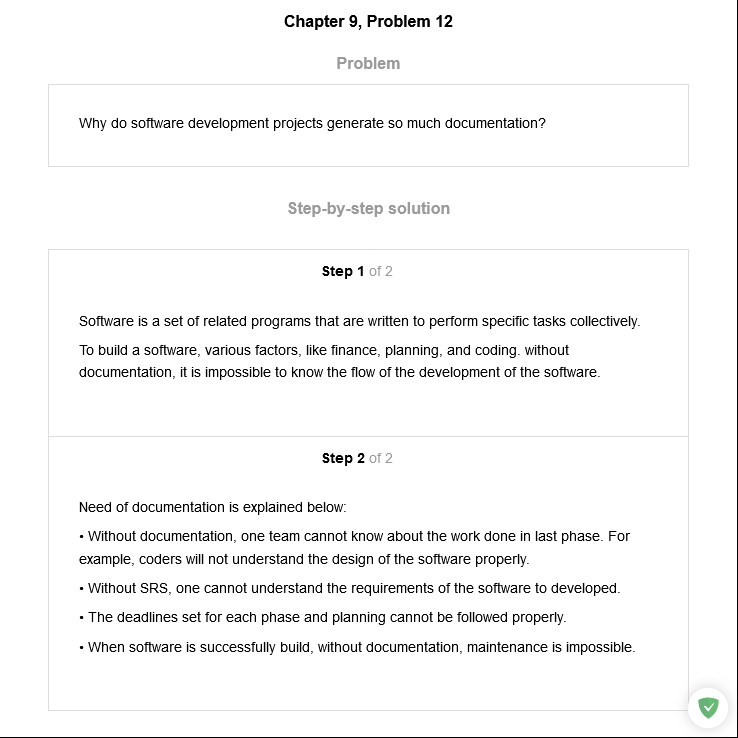 Chapter 9, Problem 12
Problem
Why do software development projects generate so much documentation?
Step-by-step solution
Step 1 of 2
Software is a set of related programs that are written to perform specific tasks collectively.
To build a software, various factors, like finance, planning, and coding. without
documentation, it is impossible to know the flow of the development of the software.
Step 2 of 2
Need of documentation is explained below:
• Without documentation, one team cannot know about the work done in last phase. For
example, coders will not understand the design of the software properly.
• Without SRS, one cannot understand the requirements of the software to developed.
• The deadlines set for each phase and planning cannot be followed properly.
• When software is successfully build, without documentation, maintenance is impossible.